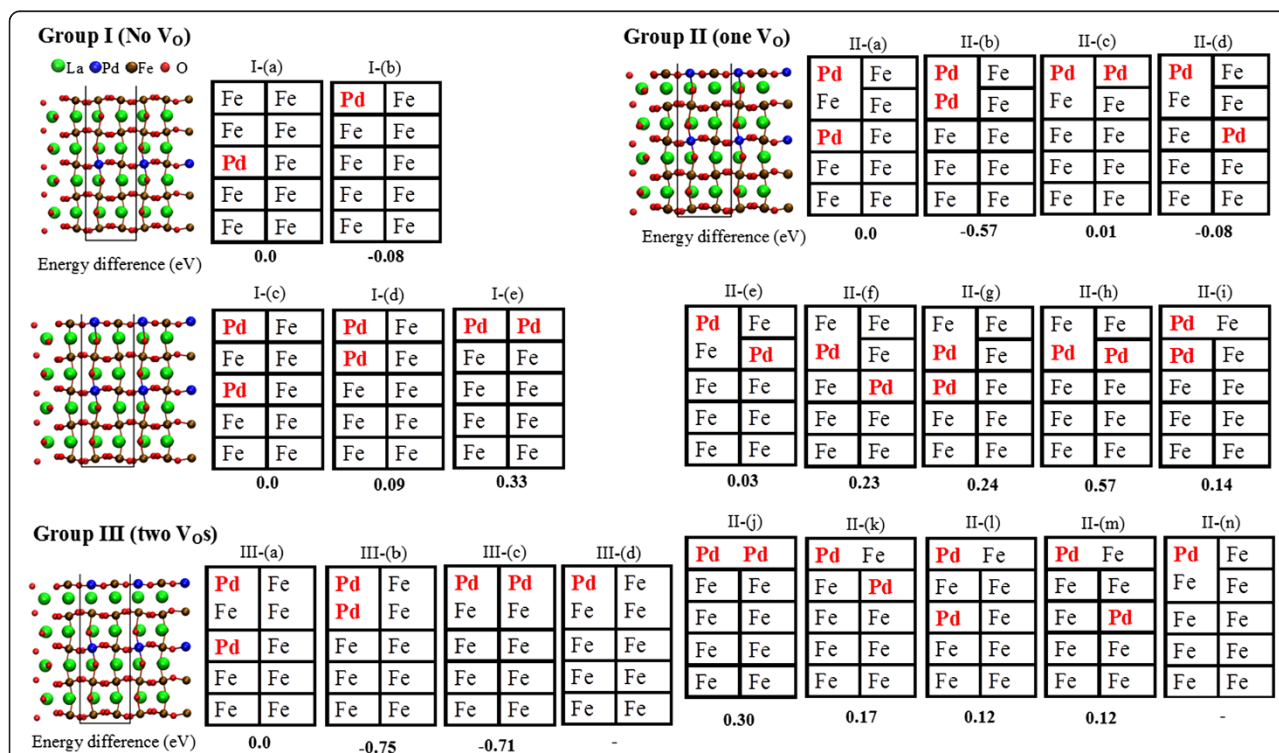 Group I (No VO)
La Pd Fe O
I-(a) I-(b)
Fe Fe Pd Fe
Fe Fe Fe Fe
Pd Fe Fe Fe
Fe Fe Fe Fe
Fe Fe Fe Fe
0.0 -0.08
Energy difference (eV)
I-(c) I-(d) I-(e)
Pd Fe Pd Fe Pd Pd
Fe Fe Pd Fe Fe Fe
Pd Fe Fe Fe Fe Fe
Fe Fe Fe Fe Fe Fe
Fe Fe Fe Fe Fe Fe
0.0 0.09 0.33
Group II (one VO)
II-(a) II-(b) II-(c) II-(d)
Pd Fe Pd Fe Pd Pd Pd Fe
Fe Fe Pd Fe Fe Fe Fe Fe
Pd Fe Fe Fe Fe Fe Fe Pd
Fe Fe Fe Fe Fe Fe Fe Fe
Fe Fe Fe Fe Fe Fe Fe Fe
Energy difference (eV) 0.0 -0.57 0.01 -0.08
II-(e) II-(f) II-(g) II-(h) II-(i)
Pd Fe Fe Fe Fe Fe Fe Fe Pd Fe
Fe Pd Pd Fe Pd Fe Pd Pd Pd Fe
Fe Fe Fe Pd Pd Fe Fe Fe Fe Fe
Fe Fe Fe Fe Fe Fe Fe Fe Fe Fe
Fe Fe Fe Fe Fe Fe Fe Fe Fe Fe
0.03 0.23 0.24 0.57 0.14
II-(j) II-(k) II-(l) II-(m) II-(n)
Pd Pd Pd Fe Pd Fe Pd Fe Pd Fe
Fe Fe Fe Pd Fe Fe Fe Fe Fe Fe
Fe Fe Fe Fe Pd Fe Fe Pd Fe Fe
Fe Fe Fe Fe Fe Fe Fe Fe Fe Fe
Fe Fe Fe Fe Fe Fe Fe Fe Fe Fe
0.30 0.17 0.12 0.12 -
Group III (two VOs)
III-(a) III-(b) III-(c) III-(d)
Pd Fe Pd Fe Pd Pd Pd Fe
Fe Fe Pd Fe Fe Fe Fe Fe
Pd Fe Fe Fe Fe Fe Fe Fe
Fe Fe Fe Fe Fe Fe Fe Fe
Fe Fe Fe Fe Fe Fe Fe Fe
Energy difference (eV) 0.0 -0.75 -0.71 -